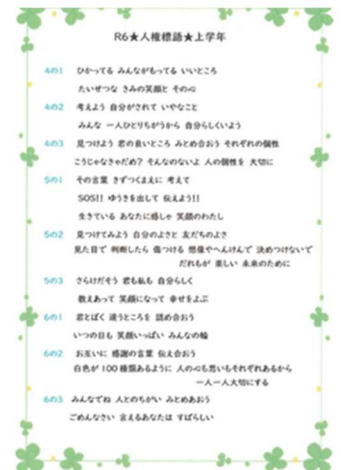 R6★人権標語★上学年
4の1 ひかってる みんながもってる いいところ
たいせつな きみの笑顔と その心
4の2 考えよう 自分がされて いやなこと
みんな 一人ひとりちがうから 自分らしくいよう
4の3 見つけよう 君の良いところ みとめ合おう それぞれの個性
こうじゃなきゃだめ? そんなのないよ 人の個性を 大切に
5の1 その言葉 きずつくまえに 考えて
SOS!! ゆうきを出して 伝えよう!!
生きている あなたに感しゃ 笑顔のわたし
5の2 見つけてみよう 自分のよさと 友だちのよさ
見た目で 判断したら 傷つける 想像やへんけんで 決めつけないで
だれもが 楽しい 未来のために
5の3 さらけだそう 君も私も 自分らしく
教えあって 笑顔になって 幸せをよぶ
6の1 君とぼく 違うところを 認め合おう
いつの日も 笑顔いっぱい みんなの輪
6の2 お互いに 感謝の言葉 伝え合おう
白色が100種類あるように 人の心も思いもそれぞれあるから
一人一人大切にする
6の3 みんなでね 人とのちがい みとめあおう
ごめんなさい 言えるあなたは すばらしい